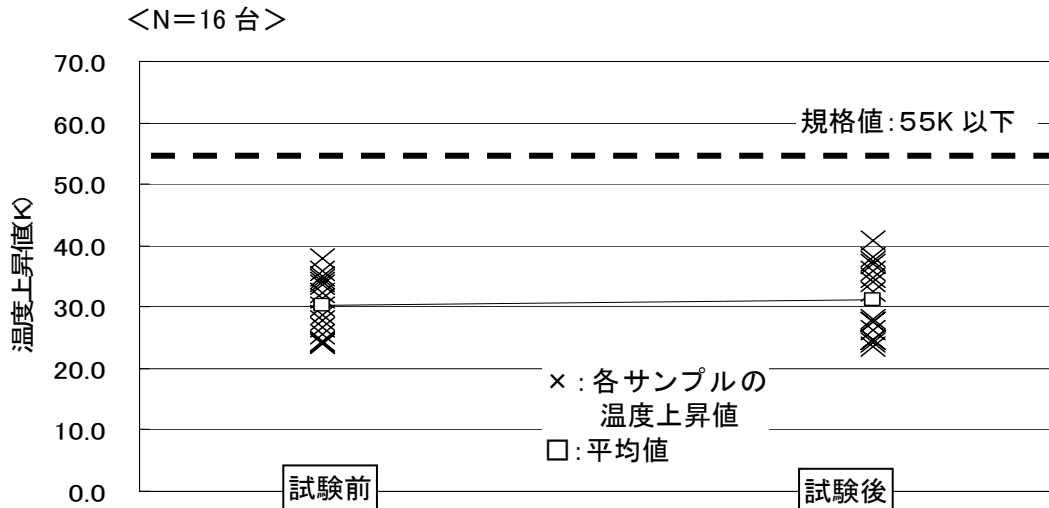 ＜N＝16 台＞
70.0
60.0
規格値：55K 以下
50.0
40.0
30.0
20.0
10.0
0.0
温度上昇値(K)
×：各サンプルの
温度上昇値
□：平均値
試験前
試験後